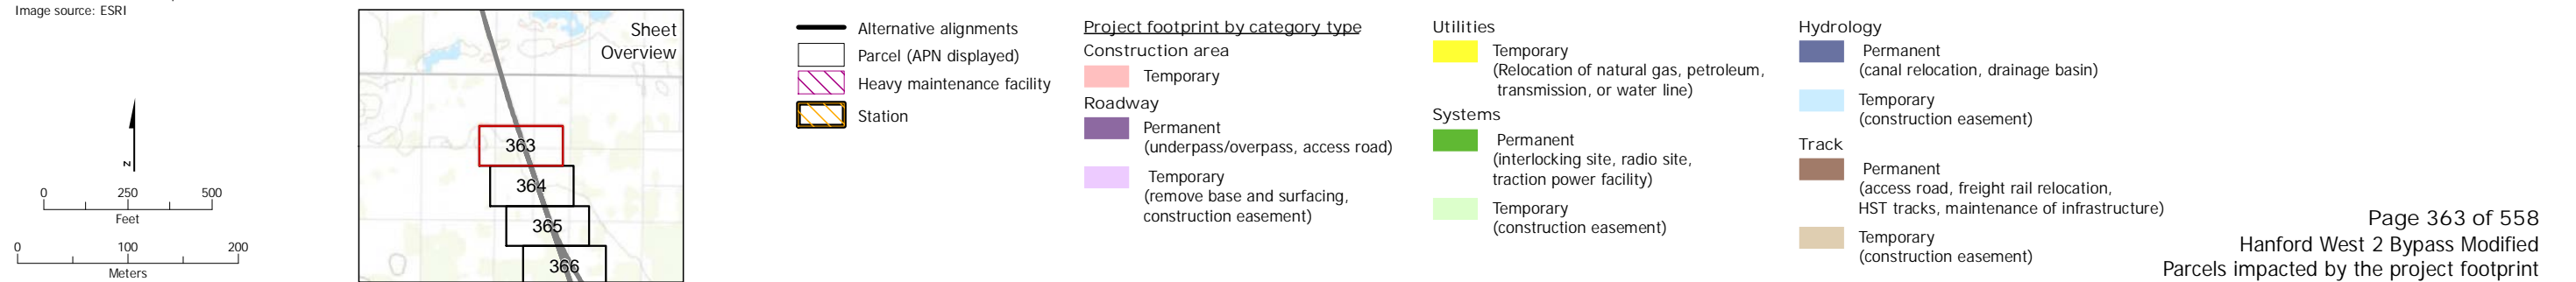 Image source: ESRI
N
0 250 500
Feet
0 100 200
Meters
Sheet
Overview
363
364
365
366
Alternative alignments
Parcel (APN displayed)
Heavy maintenance facility
Station
Project footprint by category type
Construction area
Temporary
Roadway
Permanent
(underpass/overpass, access road)
Temporary
(remove base and surfacing,
construction easement)
Utilities
Temporary
(Relocation of natural gas, petroleum,
transmission, or water line)
Systems
Permanent
(interlocking site, radio site,
traction power facility)
Temporary
(construction easement)
Hydrology
Permanent
(canal relocation, drainage basin)
Temporary
(construction easement)
Track
Permanent
(access road, freight rail relocation,
HST tracks, maintenance of infrastructure)
Temporary
(construction easement)
Page 363 of 558
Hanford West 2 Bypass Modified
Parcels impacted by the project footprint